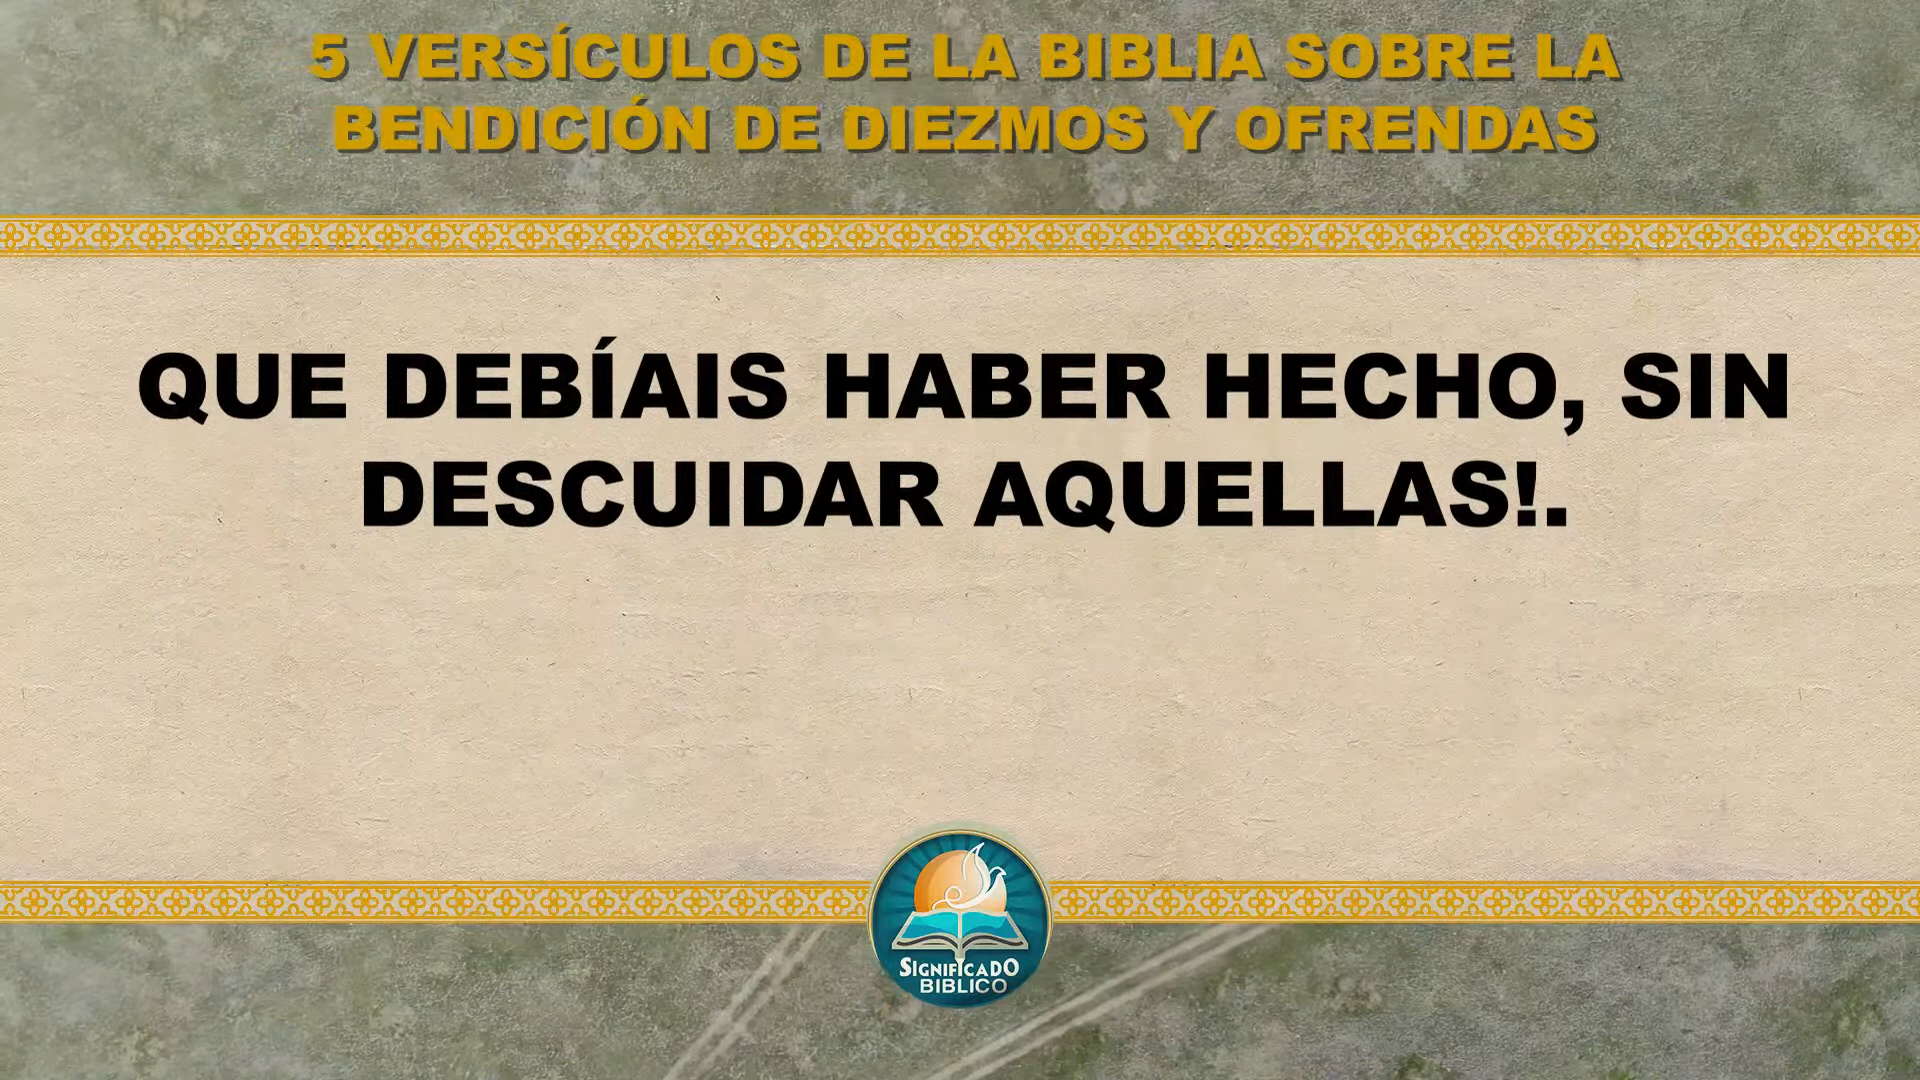 5 VERSÍCULOS DE LA BIBLIA SOBRE LA
BENDICIÓN DE DIEZMOS Y OFRENDAS
QUE DEBÍAIS HABER HECHO, SIN
DESCUIDAR AQUELLAS!.
SIGNIFICADO
BIBLICO